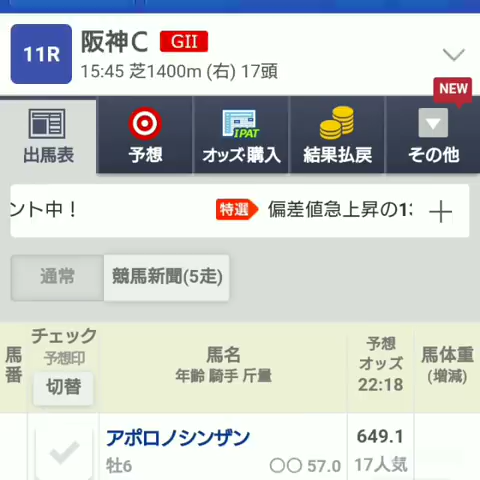 11R
阪神C GII
15:45 芝1400m (右) 17頭
NEW
出馬表
予想
IPAT
オッズ·購入
結果払戻
その他
ント中！
特選
偏差値急上昇の1
通常
競馬新聞(5走)
馬番
チェック
予想印
切替
馬名
年齢 騎手 斤量
予想
オッズ
22:18
馬体重
(増減)
アポロノシンザン
牡6
○○ 57.0
649.1
17人気